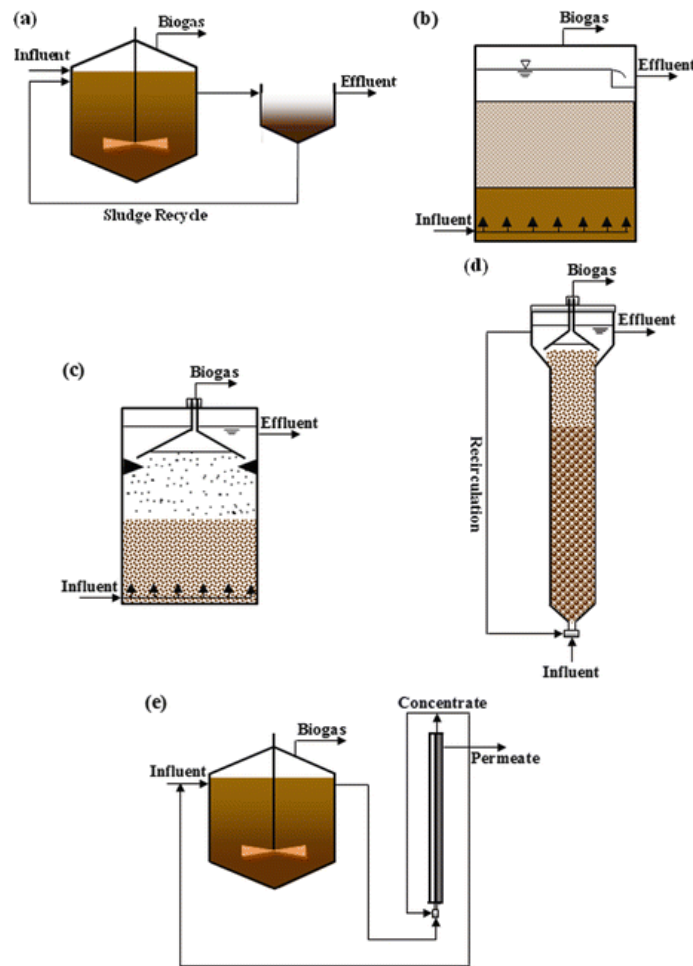 (a)
Biogas
Influent
Effluent
Sludge Recycle
(b)
Biogas
Effluent
Influent
(c)
Biogas
Effluent
Influent
(d)
Biogas
Effluent
Recirculation
Influent
(e)
Biogas
Influent
Concentrate
Permeate